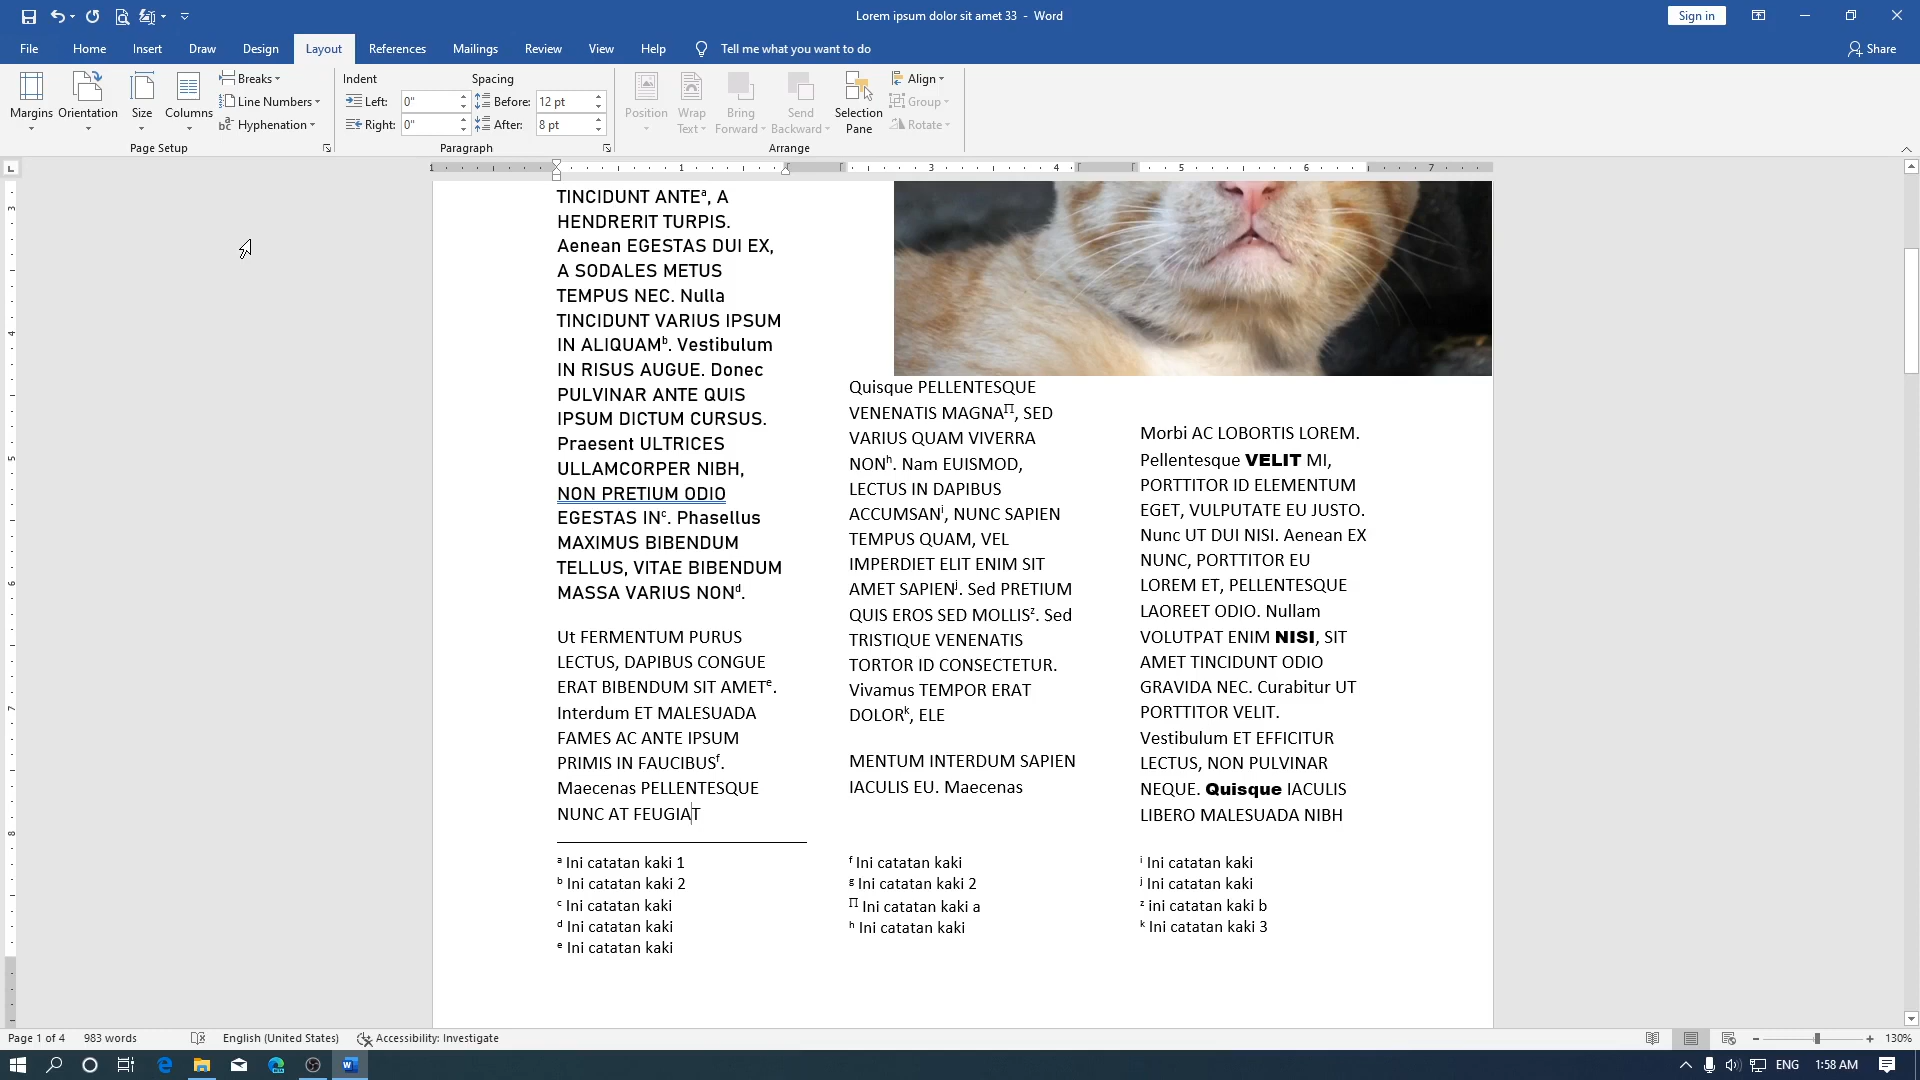 Lorem ipsum dolor sit amet 33 - Word
Sign in
File Home Insert Draw Design Layout References Mailings Review View Help Tell me what you want to do Share
Margins Orientation Size Columns
Breaks
Line Numbers
Hyphenation
Page Setup
Indent Spacing
Left: 0" Before: 12 pt
Right: 0" After: 8 pt
Paragraph
Position
Wrap Text
Bring Forward
Send Backward
Selection Pane
Align
Group
Rotate
Arrange
1 1 3 4 5 6 7
3
4
5
6
7
8
TINCIDUNT ANTEᵃ, A
HENDRERIT TURPIS.
Aenean EGESTAS DUI EX,
A SODALES METUS
TEMPUS NEC. Nulla
TINCIDUNT VARIUS IPSUM
IN ALIQUAMᵇ. Vestibulum
IN RISUS AUGUE. Donec
PULVINAR ANTE QUIS
IPSUM DICTUM CURSUS.
Praesent ULTRICES
ULLAMCORPER NIBH,
NON PRETIUM ODIO
EGESTAS INᶜ. Phasellus
MAXIMUS BIBENDUM
TELLUS, VITAE BIBENDUM
MASSA VARIUS NONᵈ.
Ut FERMENTUM PURUS
LECTUS, DAPIBUS CONGUE
ERAT BIBENDUM SIT AMETᵉ.
Interdum ET MALESUADA
FAMES AC ANTE IPSUM
PRIMIS IN FAUCIBUSᶠ.
Maecenas PELLENTESQUE
NUNC AT FEUGIAT
Quisque PELLENTESQUE
VENENATIS MAGNA∏, SED
VARIUS QUAM VIVERRA
NONʰ. Nam EUISMOD,
LECTUS IN DAPIBUS
ACCUMSANⁱ, NUNC SAPIEN
TEMPUS QUAM, VEL
IMPERDIET ELIT ENIM SIT
AMET SAPIENʲ. Sed PRETIUM
QUIS EROS SED MOLLISᶻ. Sed
TRISTIQUE VENENATIS
TORTOR ID CONSECTETUR.
Vivamus TEMPOR ERAT
DOLORᵏ, ELE
MENTUM INTERDUM SAPIEN
IACULIS EU. Maecenas
Morbi AC LOBORTIS LOREM.
Pellentesque VELIT MI,
PORTTITOR ID ELEMENTUM
EGET, VULPUTATE EU JUSTO.
Nunc UT DUI NISI. Aenean EX
NUNC, PORTTITOR EU
LOREM ET, PELLENTESQUE
LAOREET ODIO. Nullam
VOLUTPAT ENIM NISI, SIT
AMET TINCIDUNT ODIO
GRAVIDA NEC. Curabitur UT
PORTTITOR VELIT.
Vestibulum ET EFFICITUR
LECTUS, NON PULVINAR
NEQUE. Quisque IACULIS
LIBERO MALESUADA NIBH
ᵃ Ini catatan kaki 1
ᵇ Ini catatan kaki 2
ᶜ Ini catatan kaki
ᵈ Ini catatan kaki
ᵉ Ini catatan kaki
ᶠ Ini catatan kaki
ᵍ Ini catatan kaki 2
∏ Ini catatan kaki a
ʰ Ini catatan kaki
ⁱ Ini catatan kaki
ʲ Ini catatan kaki
ᶻ ini catatan kaki b
ᵏ Ini catatan kaki 3
Page 1 of 4 983 words English (United States) Accessibility: Investigate 130%
ENG 1:58 AM